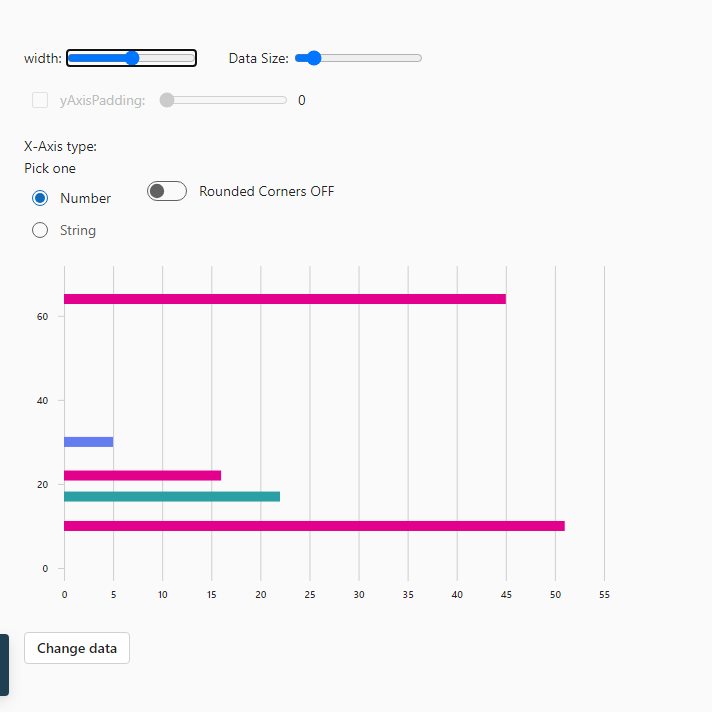 width: Data Size:
yAxisPadding: 0
X-Axis type:
Pick one
Number Rounded Corners OFF
String
60
40
20
0
0 5 10 15 20 25 30 35 40 45 50 55
Change data